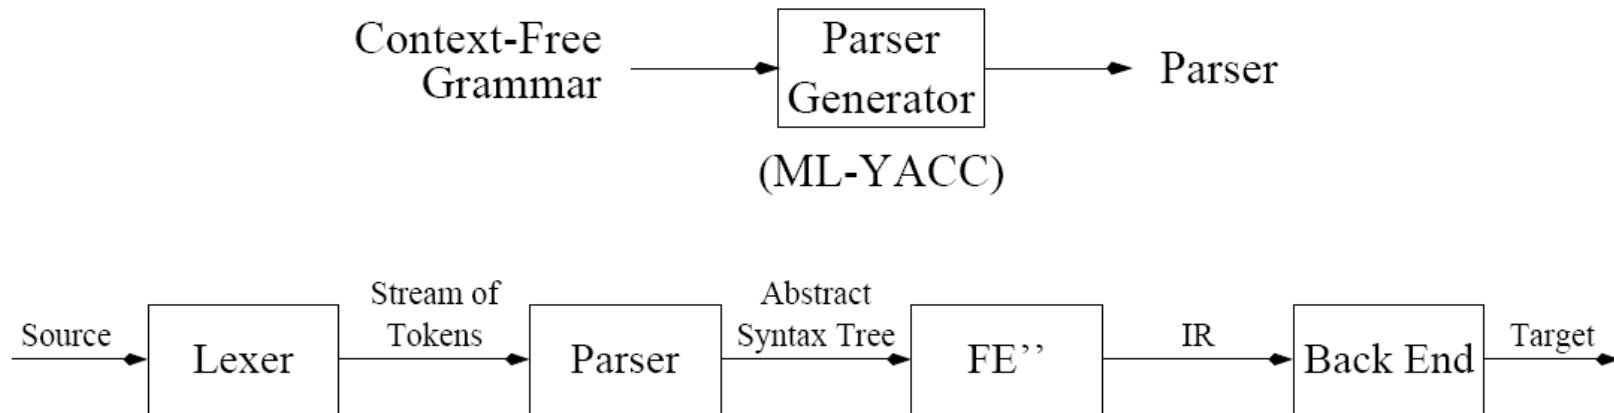 Context-Free
Grammar
Parser
Generator
Parser
(ML-YACC)
Source
Lexer
Stream of
Tokens
Parser
Abstract
Syntax Tree
FE’’
IR
Back End
Target